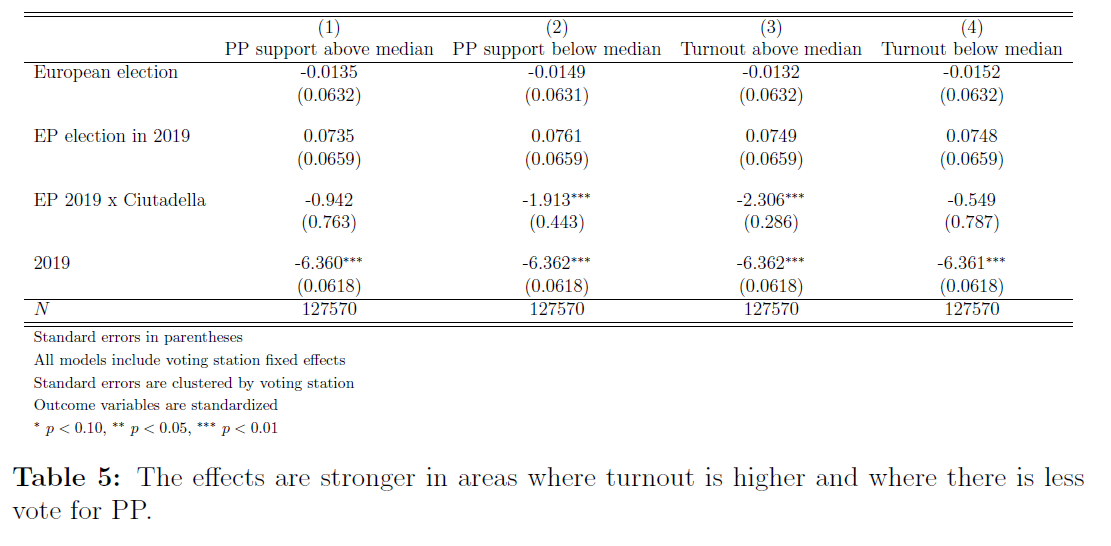 (1) (2) (3) (4)
PP support above median PP support below median Turnout above median Turnout below median
European election -0.0135 -0.0149 -0.0132 -0.0152
(0.0632) (0.0631) (0.0632) (0.0632)
EP election in 2019 0.0735 0.0761 0.0749 0.0748
(0.0659) (0.0659) (0.0659) (0.0659)
EP 2019 x Ciutadella -0.942 -1.913*** -2.306*** -0.549
(0.763) (0.443) (0.286) (0.787)
2019 -6.360*** -6.362*** -6.362*** -6.361***
(0.0618) (0.0618) (0.0618) (0.0618)
N 127570 127570 127570 127570
Standard errors in parentheses
All models include voting station fixed effects
Standard errors are clustered by voting station
Outcome variables are standardized
* p < 0.10, ** p < 0.05, *** p < 0.01
Table 5: The effects are stronger in areas where turnout is higher and where there is less
vote for PP.